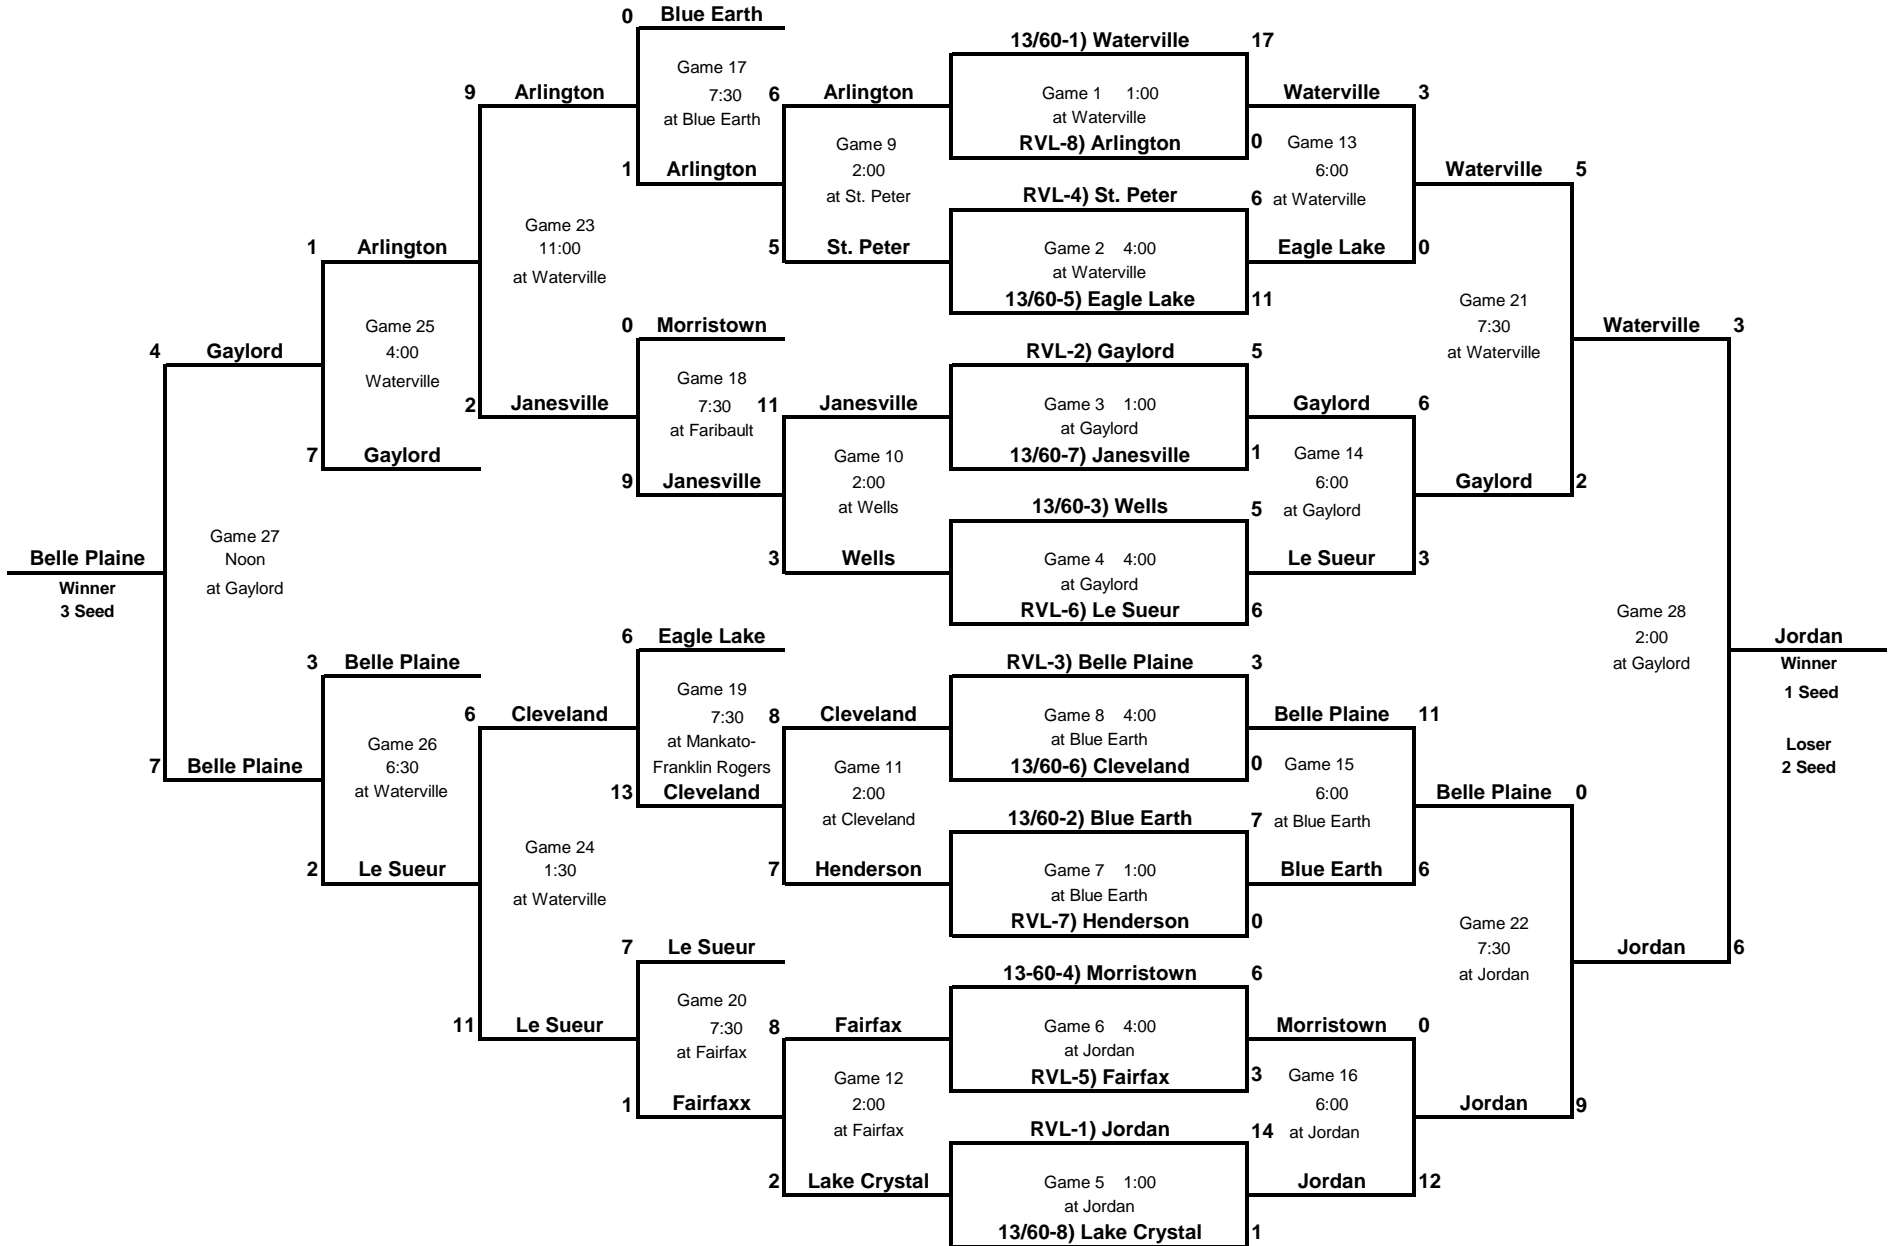 0 Blue Earth
13/60-1) Waterville 17
Game 17
9 Arlington 7:30 6 Arlington Game 1 1:00 Waterville 3
at Blue Earth at Waterville
Game 9 RVL-8) Arlington 0 Game 13
1 Arlington 2:00 6:00 Waterville 5
at St. Peter RVL-4) St. Peter 6 at Waterville
Game 23
1 Arlington 11:00 5 St. Peter Game 2 4:00 Eagle Lake 0
at Waterville at Waterville
13/60-5) Eagle Lake 11 Game 21
0 Morristown 7:30 Waterville 3
Game 25
4 Gaylord 4:00 RVL-2) Gaylord 5 at Waterville
Waterville Game 18
2 Janesville 7:30 11 Janesville Game 3 1:00 Gaylord 6
at Faribault at Gaylord
7 Gaylord Game 10 13/60-7) Janesville 1 Game 14
9 Janesville 2:00 6:00 Gaylord 2
at Wells 13/60-3) Wells 5 at Gaylord
Game 27
Belle Plaine Noon 3 Wells Game 4 4:00 Le Sueur 3
Winner at Gaylord at Gaylord
3 Seed RVL-6) Le Sueur 6 Game 28
6 Eagle Lake 2:00 Jordan
3 Belle Plaine RVL-3) Belle Plaine 3 at Gaylord Winner
Game 19 1 Seed
6 Cleveland 7:30 8 Cleveland Game 8 4:00 Belle Plaine 11
Game 26 at Mankato- at Blue Earth Loser
7 Belle Plaine 6:30 Franklin Rogers Game 11 13/60-6) Cleveland 0 Game 15 2 Seed
at Waterville 13 Cleveland 2:00 6:00 Belle Plaine 0
at Cleveland 13/60-2) Blue Earth 7 at Blue Earth
Game 24
2 Le Sueur 1:30 7 Henderson Game 7 1:00 Blue Earth 6
at Waterville at Blue Earth
RVL-7) Henderson 0 Game 22
7 Le Sueur 7:30 Jordan 6
13-60-4) Morristown 6 at Jordan
Game 20
11 Le Sueur 7:30 8 Fairfax Game 6 4:00 Morristown 0
at Fairfax at Jordan
Game 12 RVL-5) Fairfax 3 Game 16
1 Fairfaxx 2:00 6:00 Jordan 9
at Fairfax RVL-1) Jordan 14 at Jordan
2 Lake Crystal Game 5 1:00 Jordan 12
at Jordan
13/60-8) Lake Crystal 1